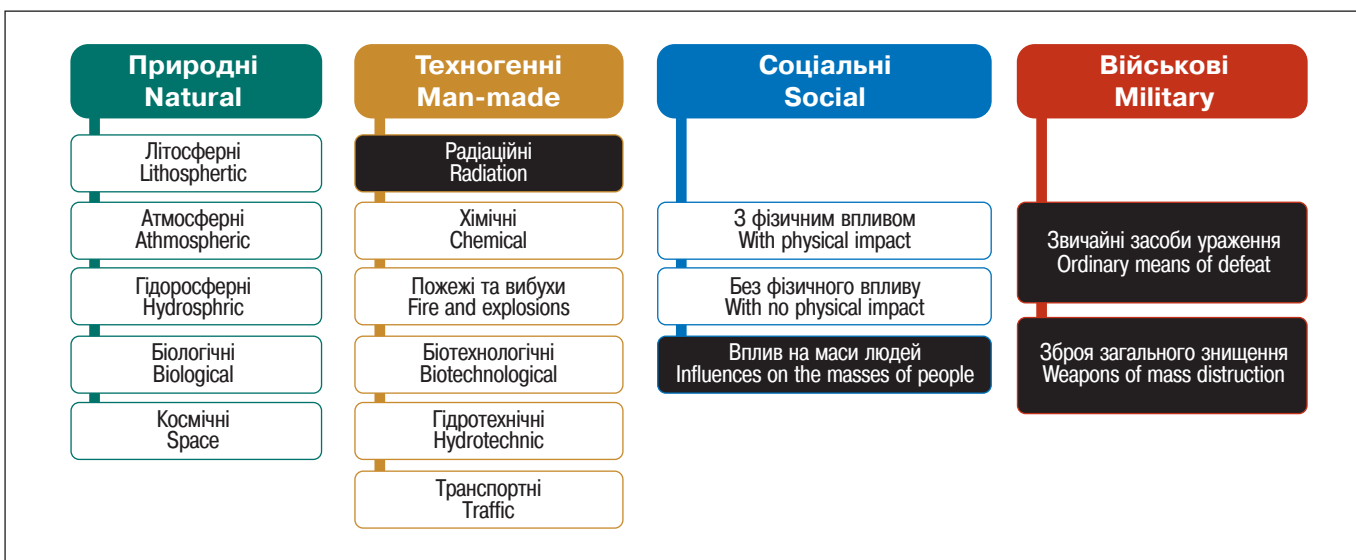 Природні
Natural
Літосферні
Lithosphertic
Атмосферні
Athmospheric
Гідоросферні
Hydrosphric
Біологічні
Biological
Космічні
Space
Техногенні
Man-made
Радіаційні
Radiation
Хімічні
Chemical
Пожежі та вибухи
Fire and explosions
Біотехнологічні
Biotechnological
Гідротехнічні
Hydrotechnic
Транспортні
Traffic
Соціальні
Social
З фізичним впливом
With physical impact
Без фізичного впливу
With no physical impact
Вплив на маси людей
Influences on the masses of people
Військові
Military
Звичайні засоби ураження
Ordinary means of defeat
Зброя загального знищення
Weapons of mass distruction